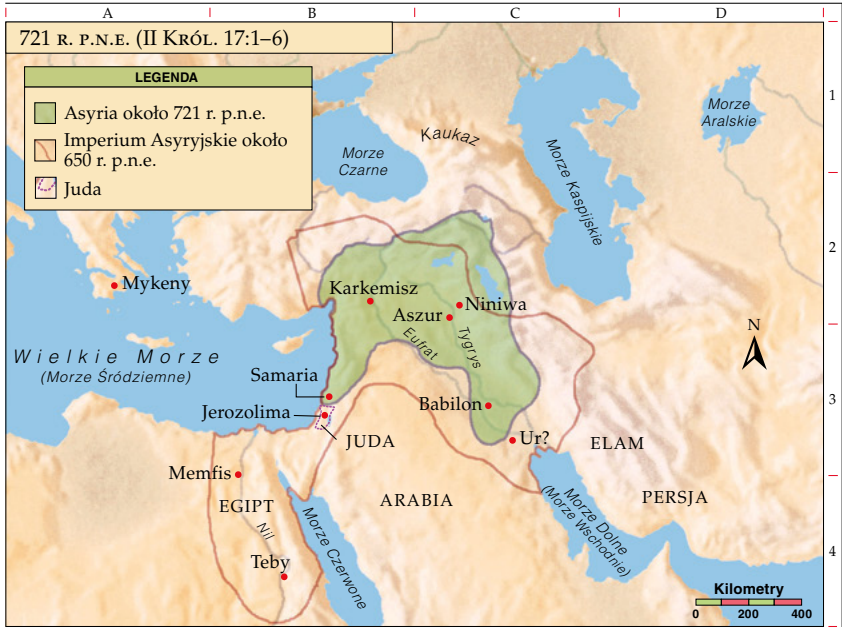 A B C D
721 R. P.N.E. (II KRÓL. 17:1–6)
LEGENDA
Asyria około 721 r. p.n.e.
Imperium Asyryjskie około
650 r. p.n.e.
Juda
1
2
3
4
Morze
Aralskie
Kaukaz
Morze
Czarne
Morze Kaspijskie
Mykeny
Karkemisz
Niniwa
Aszur
Eufrat
Tygrys
N
Wielkie Morze
(Morze Śródziemne)
Samaria
Jerozolima
Babilon
JUDA
Ur?
ELAM
Memfis
EGIPT
ARABIA
PERSJA
Nil
Morze Czerwone
Morze Dolne
(Morze Wschodnie)
Teby
Kilometry
0 200 400